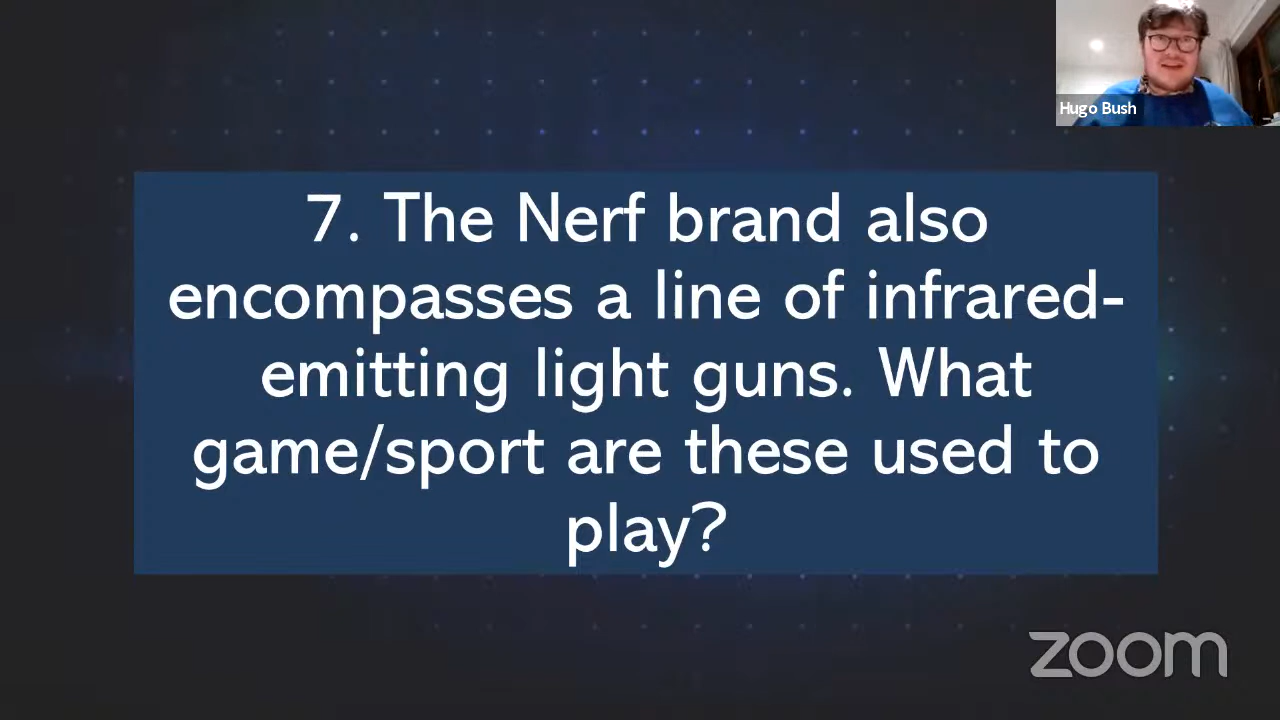 Hugo Bush
7. The Nerf brand also
encompasses a line of infrared-
emitting light guns. What
game/sport are these used to
play?
zoom